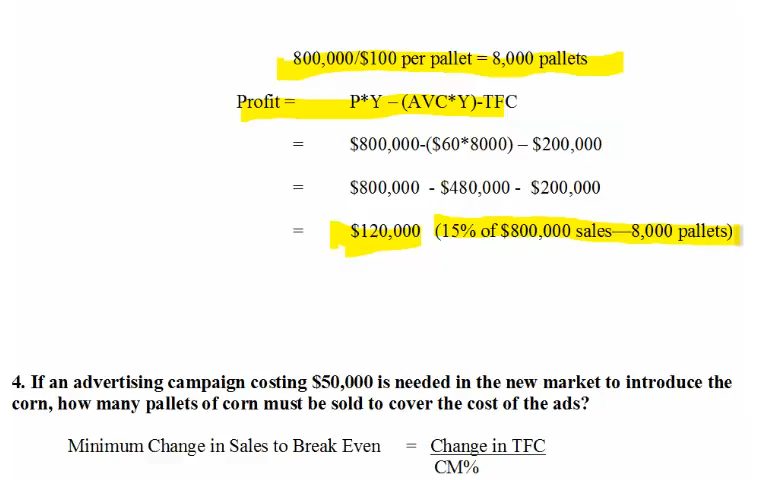 800,000/$100 per pallet = 8,000 pallets
Profit = P*Y – (AVC*Y)-TFC
= $800,000-($60*8000) – $200,000
= $800,000 - $480,000 - $200,000
= $120,000 (15% of $800,000 sales—8,000 pallets)
4. If an advertising campaign costing $50,000 is needed in the new market to introduce the
corn, how many pallets of corn must be sold to cover the cost of the ads?
Minimum Change in Sales to Break Even = Change in TFC
CM%